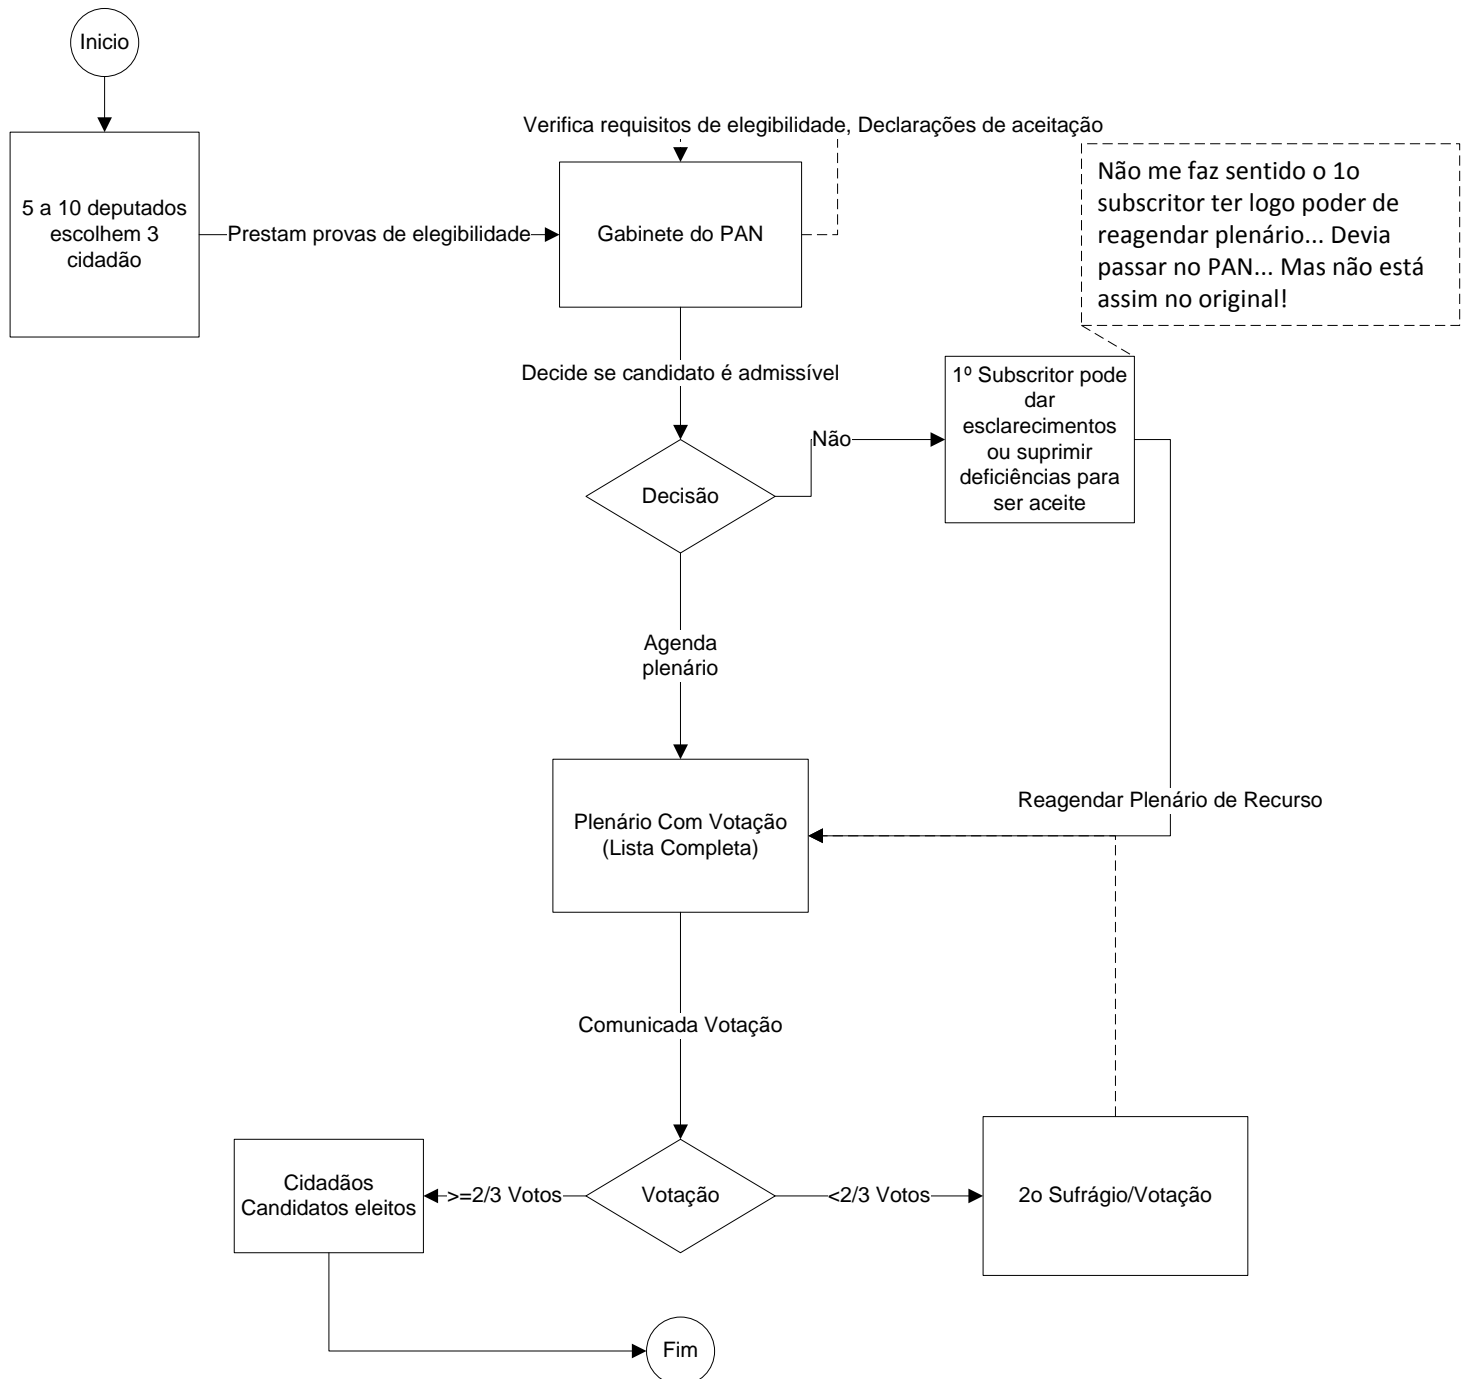 Inicio
Verifica requisitos de elegibilidade, Declarações de aceitação
5 a 10 deputados
escolhem 3
cidadão
Prestam provas de elegibilidade
Gabinete do PAN
Não me faz sentido o 1o
subscritor ter logo poder de
reagendar plenário... Devia
passar no PAN... Mas não está
assim no original!
Decide se candidato é admissível
1º Subscritor pode
dar
esclarecimentos
ou suprimir
deficiências para
ser aceite
Não
Decisão
Agenda
plenário
Reagendar Plenário de Recurso
Plenário Com Votação
(Lista Completa)
Comunicada Votação
Cidadãos
Candidatos eleitos
>=2/3 Votos
Votação
<2/3 Votos
2o Sufrágio/Votação
Fim